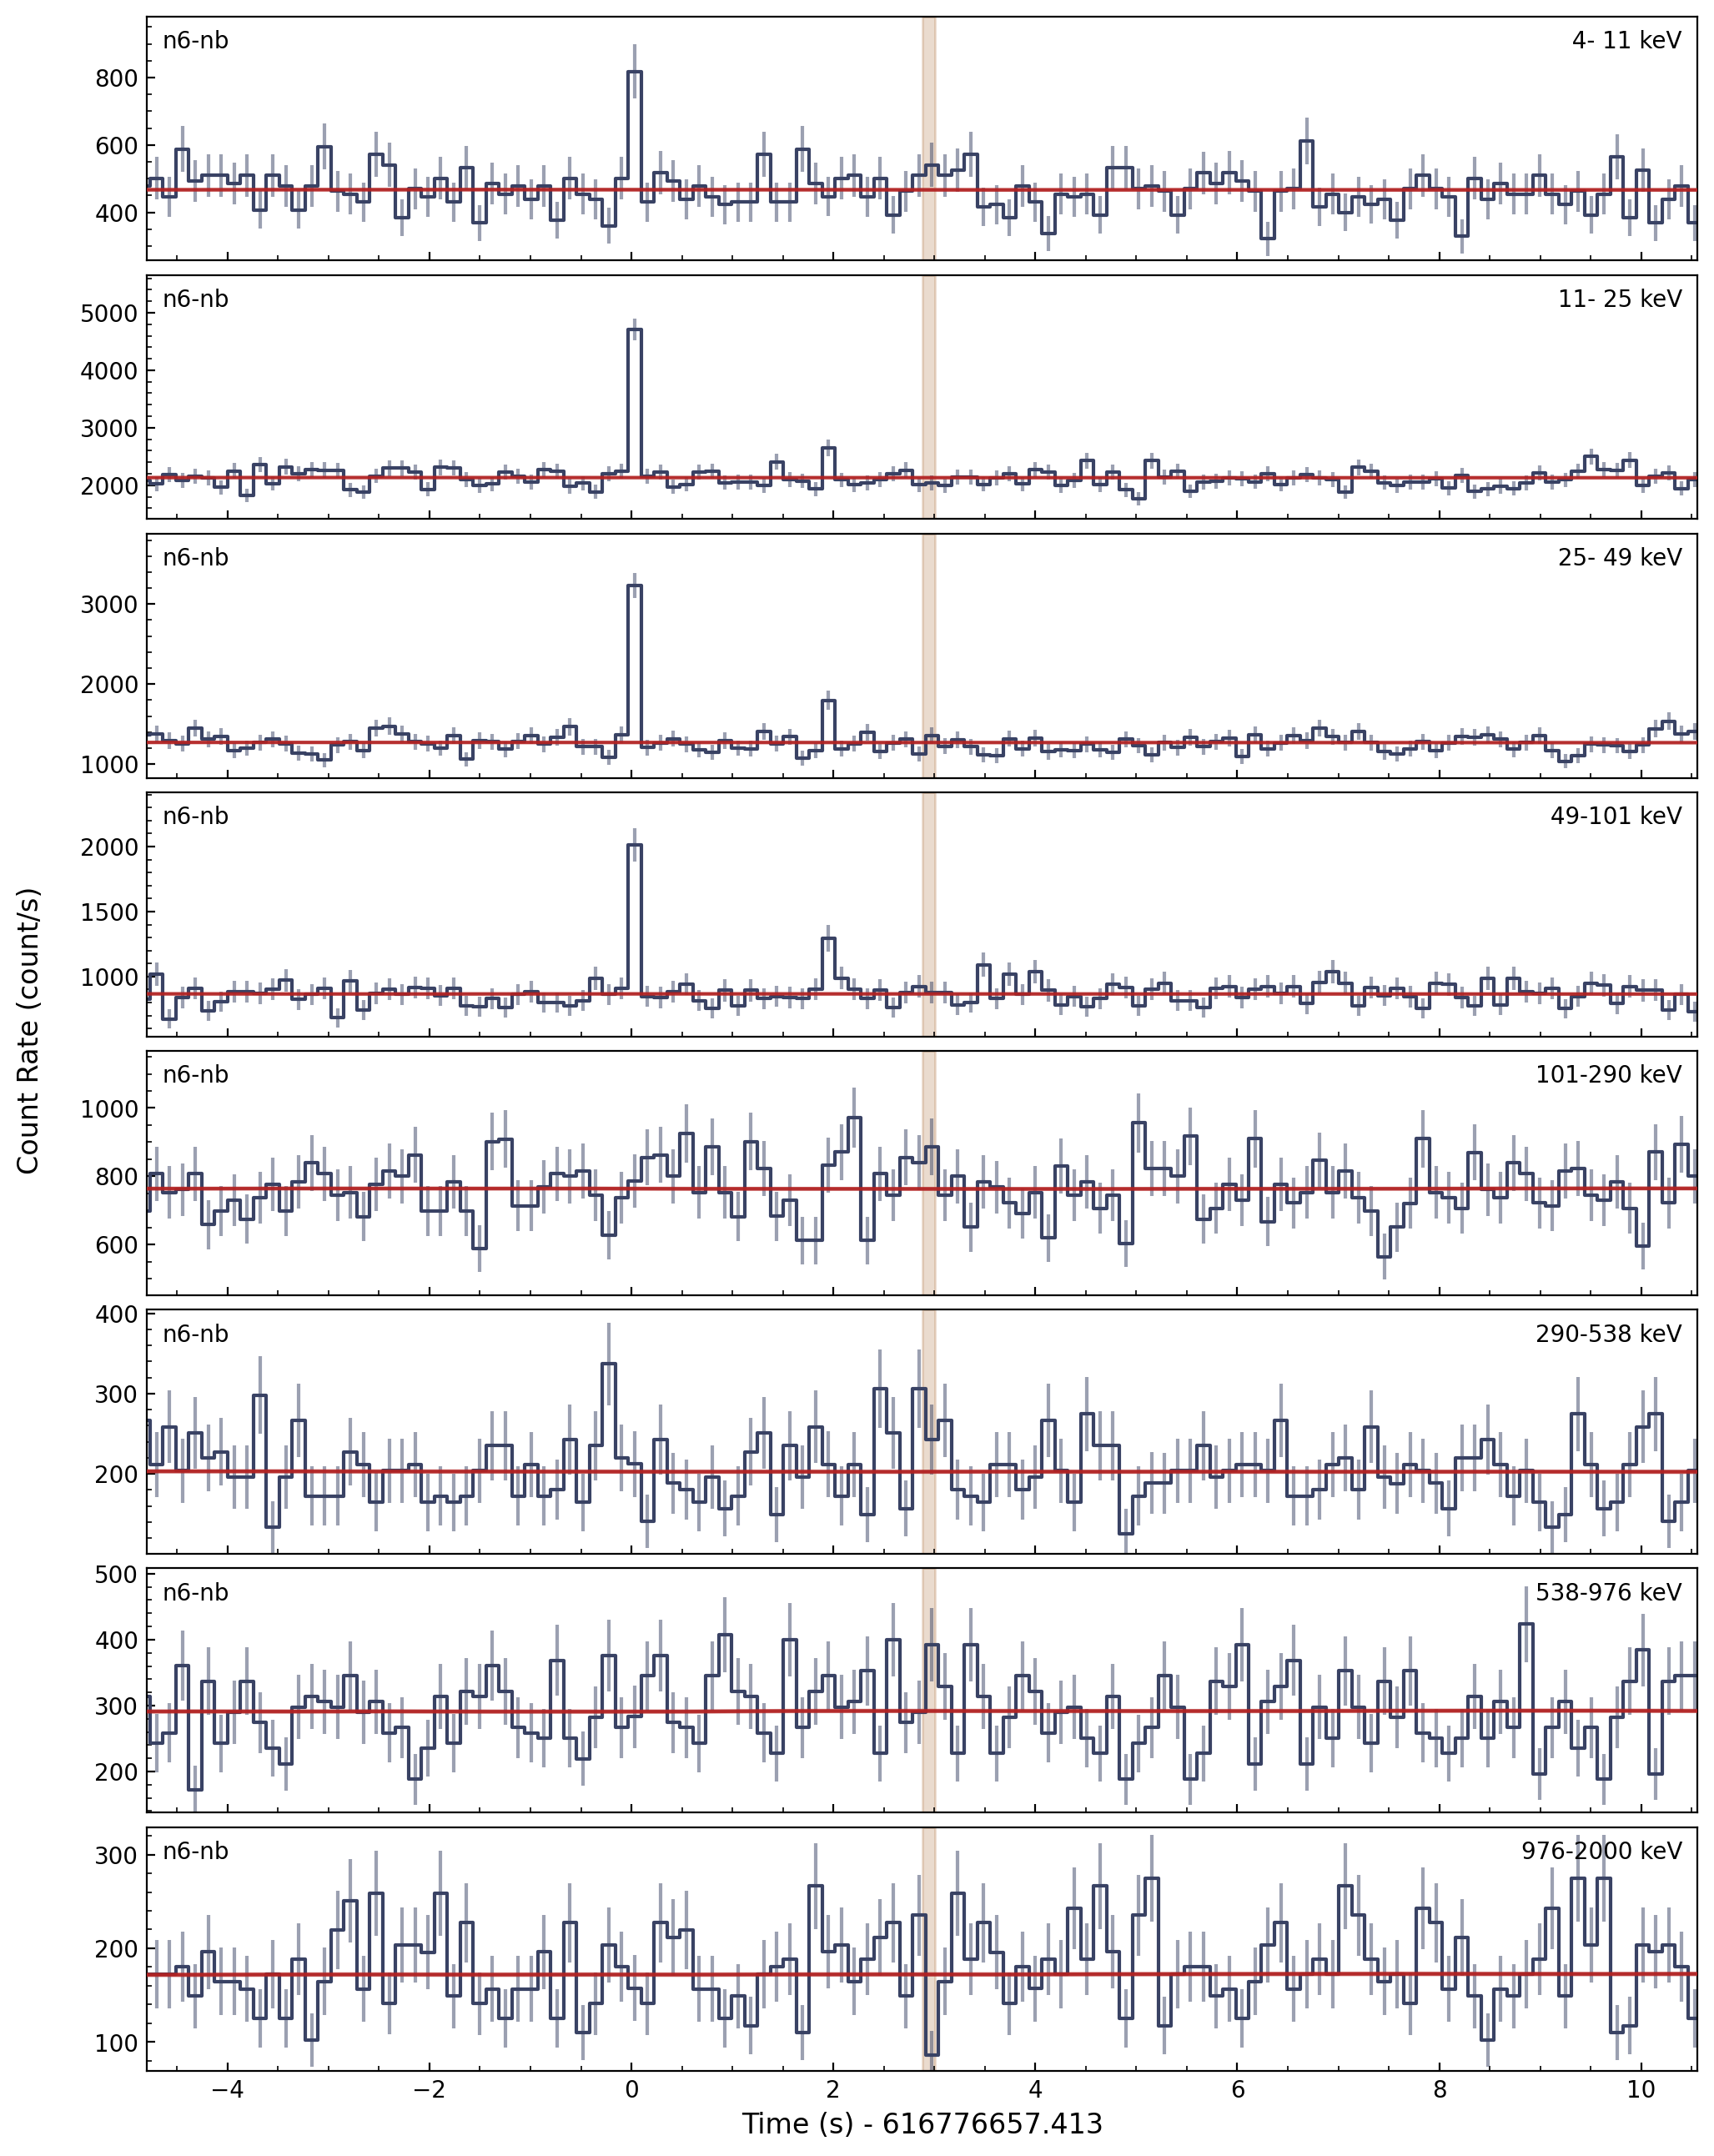 n6-nb 4- 11 keV
800
600
400
n6-nb 11- 25 keV
5000
4000
3000
2000
n6-nb 25- 49 keV
3000
2000
1000
n6-nb 49-101 keV
2000
1500
1000
n6-nb 101-290 keV
1000
800
600
Count Rate (count/s)
400
n6-nb 290-538 keV
300
200
500
n6-nb 538-976 keV
400
300
200
n6-nb 976-2000 keV
300
200
100
−4 −2 0 2 4 6 8 10
Time (s) - 616776657.413